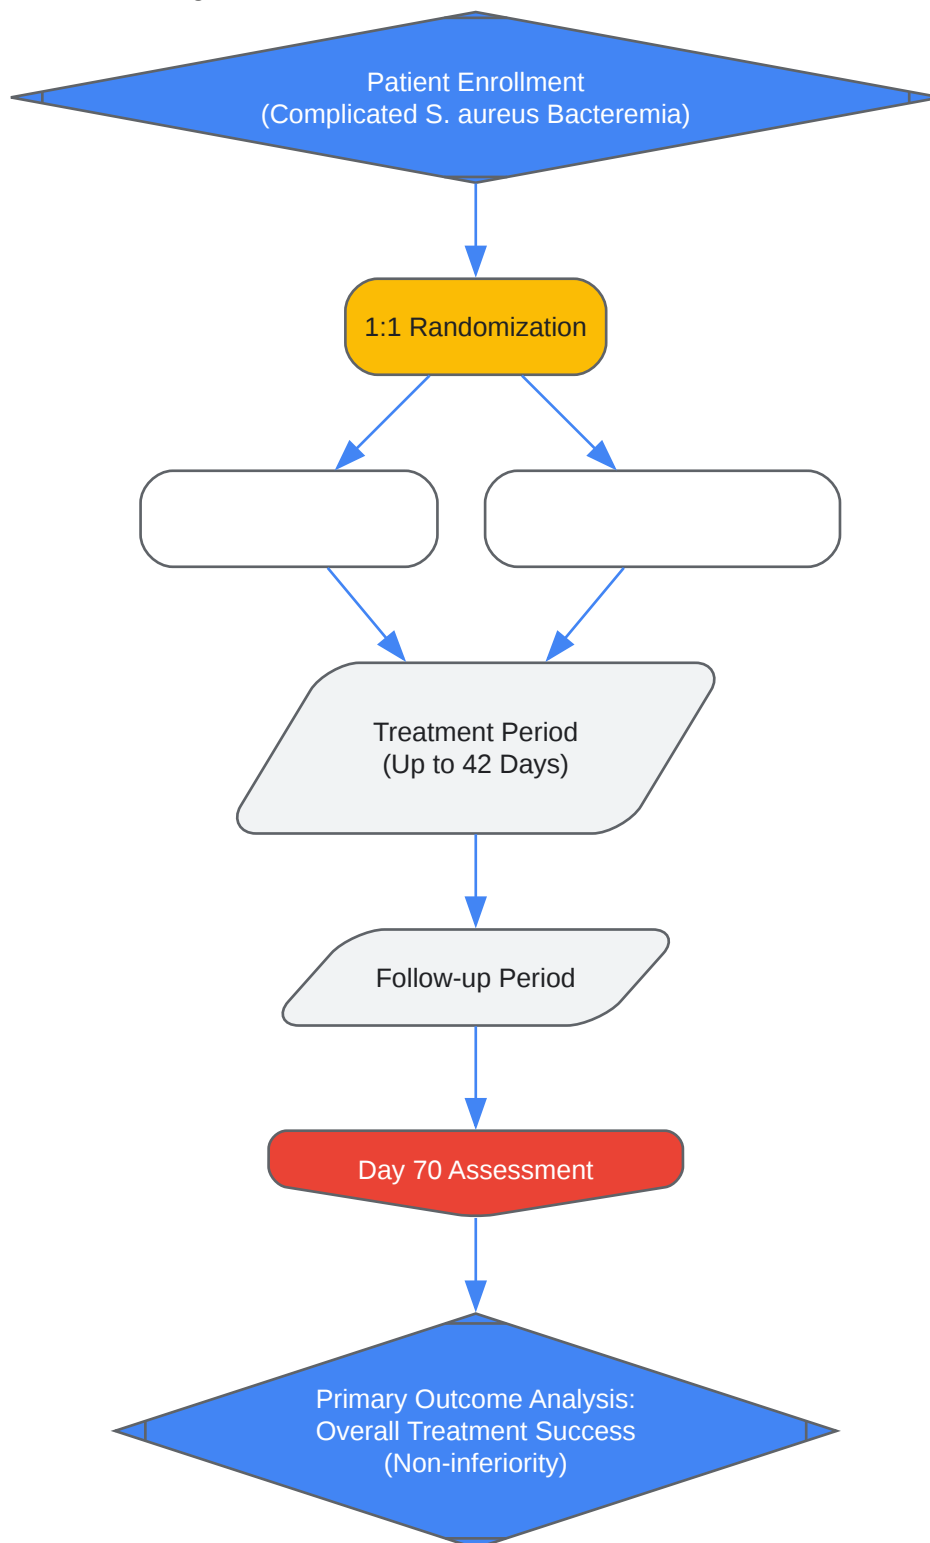 Patient Enrollment
(Complicated S. aureus Bacteremia)
1:1 Randomization
Treatment Period
(Up to 42 Days)
Follow-up Period
Day 70 Assessment
Primary Outcome Analysis:
Overall Treatment Success
(Non-inferiority)